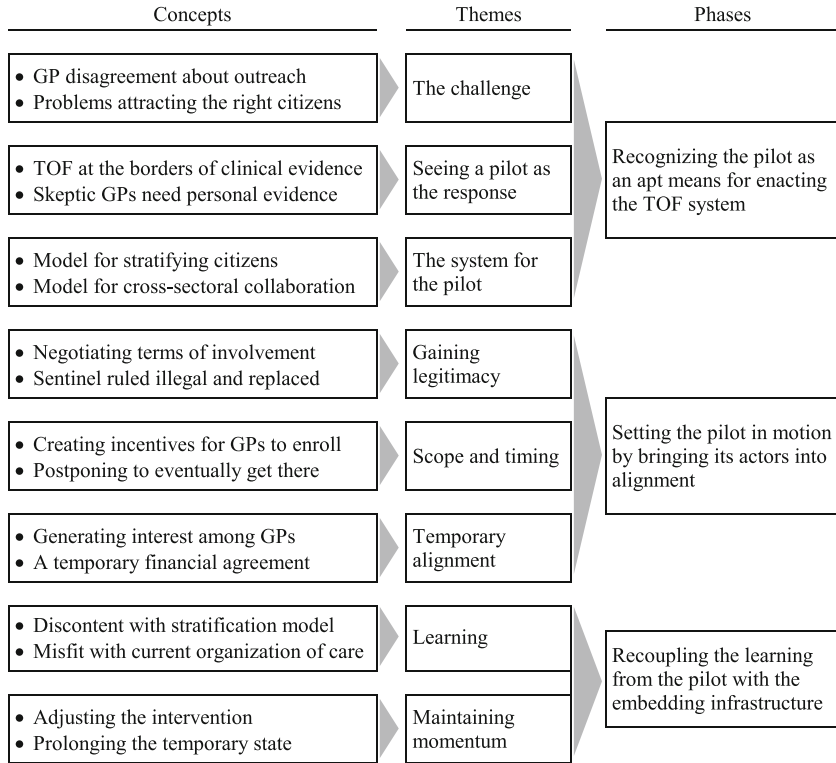 Concepts
Themes
Phases
• GP disagreement about outreach
• Problems attracting the right citizens
The challenge
• TOF at the borders of clinical evidence
• Skeptic GPs need personal evidence
Seeing a pilot as
the response
• Model for stratifying citizens
• Model for cross-sectoral collaboration
The system for
the pilot
Recognizing the pilot as
an apt means for enacting
the TOF system
• Negotiating terms of involvement
• Sentinel ruled illegal and replaced
Gaining
legitimacy
• Creating incentives for GPs to enroll
• Postponing to eventually get there
Scope and timing
• Generating interest among GPs
• A temporary financial agreement
Temporary
alignment
Setting the pilot in motion
by bringing its actors into
alignment
• Discontent with stratification model
• Misfit with current organization of care
Learning
• Adjusting the intervention
• Prolonging the temporary state
Maintaining
momentum
Recoupling the learning
from the pilot with the
embedding infrastructure